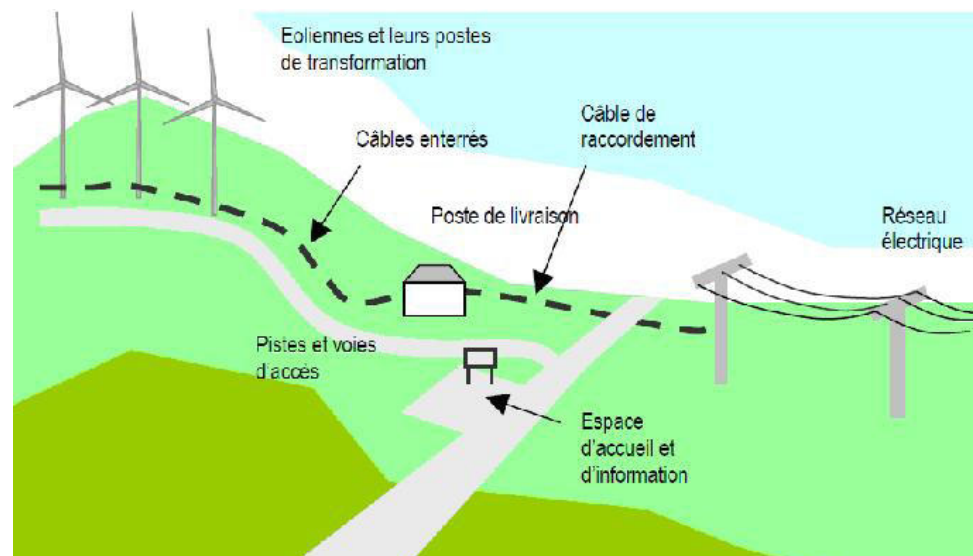 Eoliennes et leurs postes
de transformation
Câbles enterrés
Câble de
raccordement
Poste de livraison
Réseau
électrique
Pistes et voies
d'accès
Espace
d'accueil et
d'information